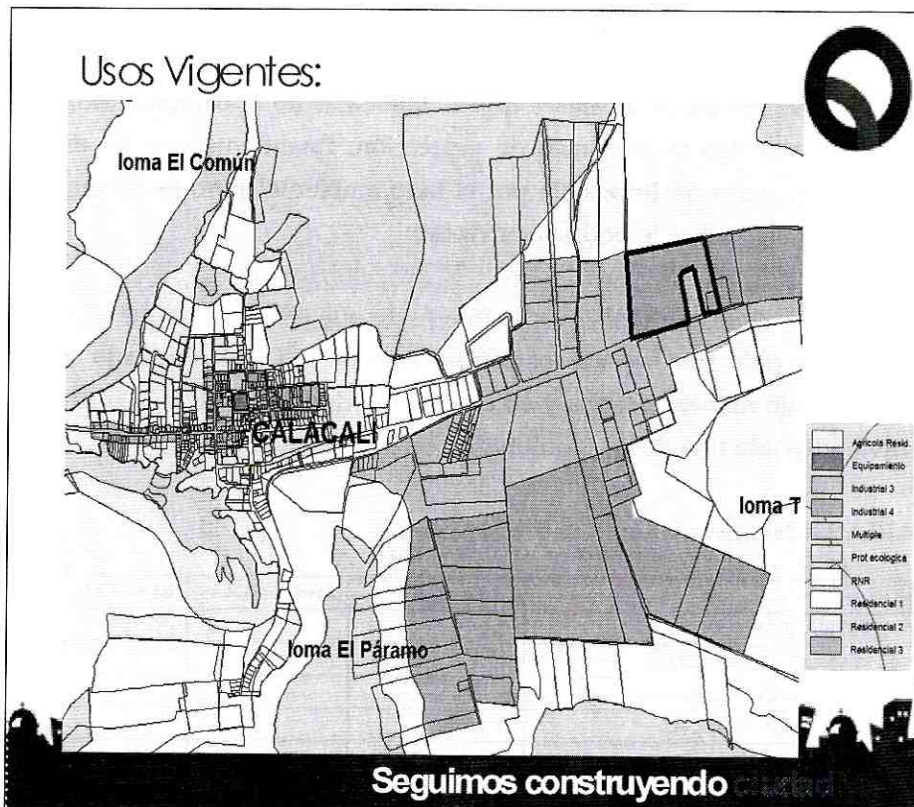 Usos Vigentes:
loma El Común
CALACALI
loma T
loma El Páramo
Agricola Resid.
Equipamiento
Industrial 3
Industrial 4
Multiple
Prot ecologica
RNR
Residencial 1
Residencial 2
Residencial 3
Seguimos construyendo ciudad